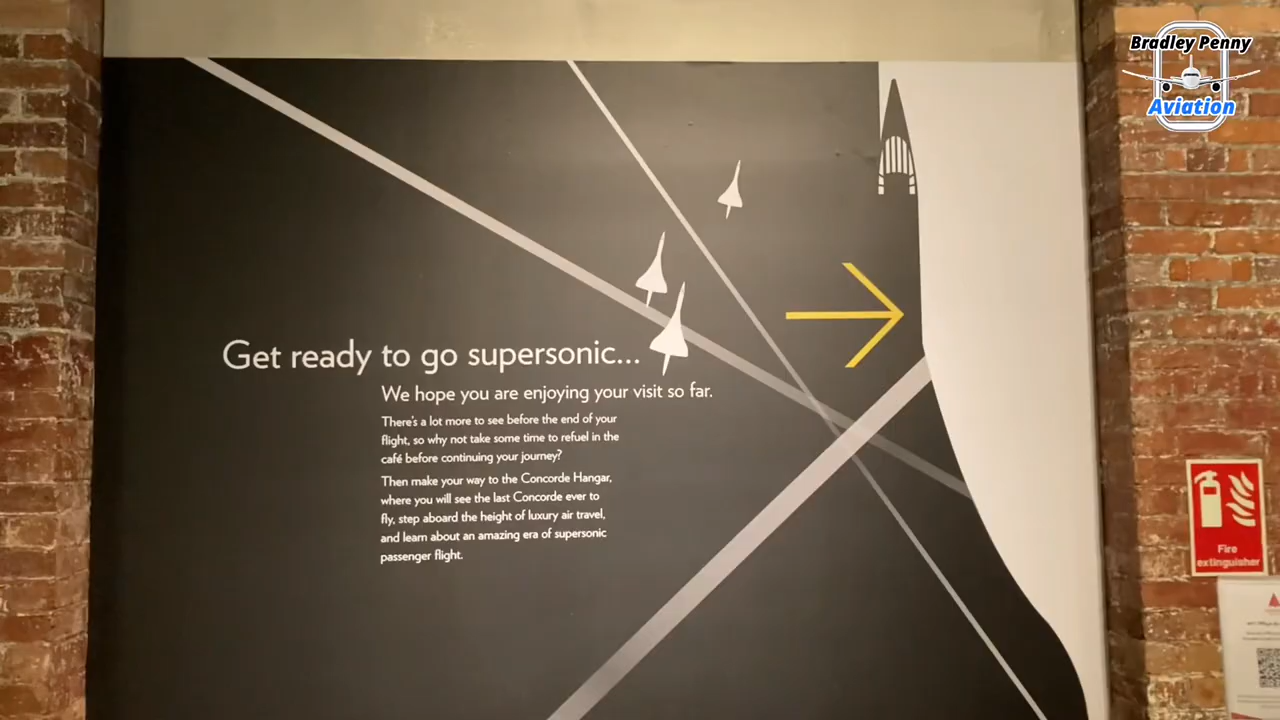 Bradley Penny
Aviation
Get ready to go supersonic...
We hope you are enjoying your visit so far.
There's a lot more to see before the end of your
flight, so why not take some time to refuel in the
café before continuing your journey?
Then make your way to the Concorde Hangar,
where you will see the last Concorde ever to
fly, step aboard the height of luxury air travel,
and learn about an amazing era of supersonic
passenger flight.
Fire
extinguisher